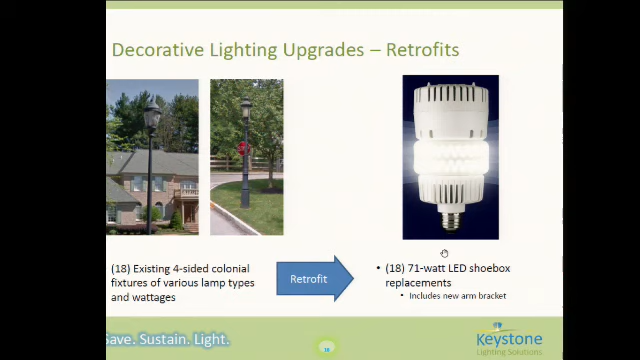 Decorative Lighting Upgrades – Retrofits
(18) Existing 4-sided colonial
fixtures of various lamp types
and wattages
Retrofit
• (18) 71-watt LED shoebox
replacements
• Includes new arm bracket
Save. Sustain. Light.
Keystone
Lighting Solutions